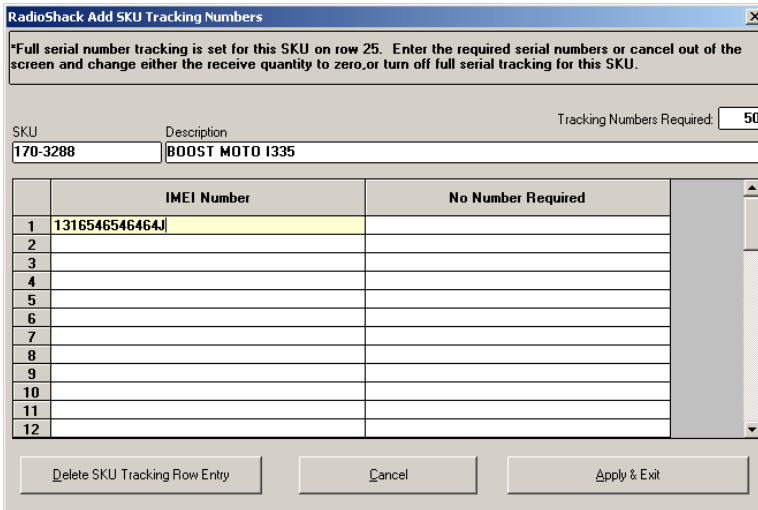 RadioShack Add SKU Tracking Numbers
*Full serial number tracking is set for this SKU on row 25. Enter the required serial numbers or cancel out of the
screen and change either the receive quantity to zero,or turn off full serial tracking for this SKU.
Tracking Numbers Required: 50
SKU Description
170-3288 BOOST MOTO I335
IMEI Number No Number Required
1 1316546546464J
2
3
4
5
6
7
8
9
10
11
12
Delete SKU Tracking Row Entry Cancel Apply & Exit